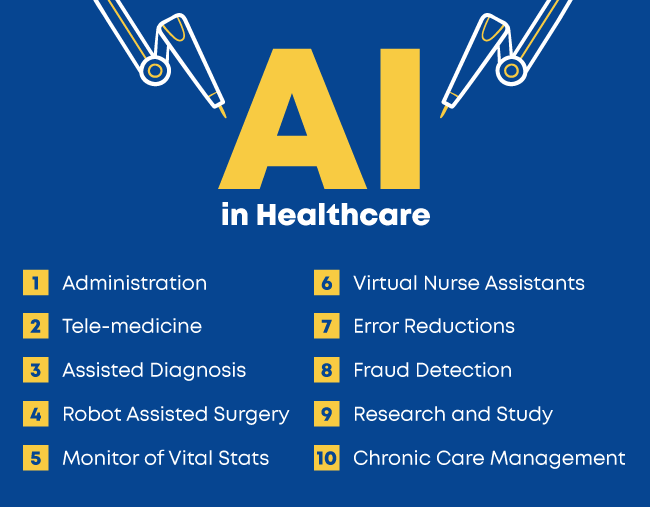 AI
in Healthcare
1 Administration
2 Tele-medicine
3 Assisted Diagnosis
4 Robot Assisted Surgery
5 Monitor of Vital Stats
6 Virtual Nurse Assistants
7 Error Reductions
8 Fraud Detection
9 Research and Study
10 Chronic Care Management